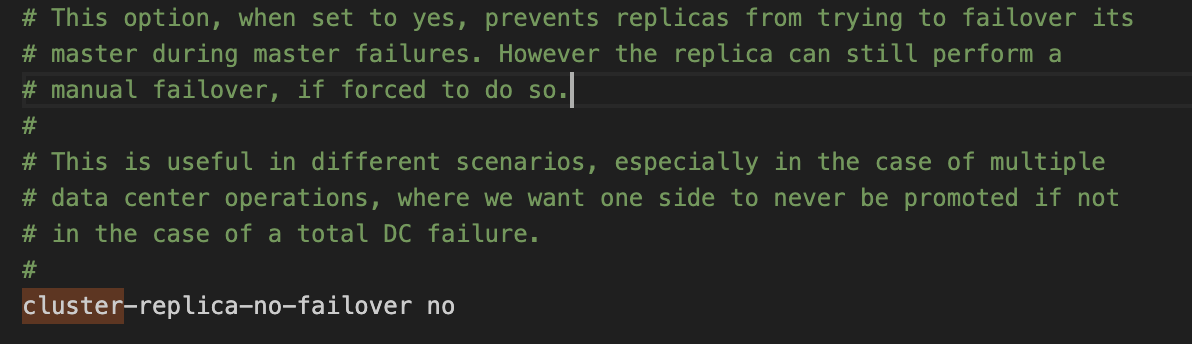 # This option, when set to yes, prevents replicas from trying to failover its
# master during master failures. However the replica can still perform a
# manual failover, if forced to do so.
#
# This is useful in different scenarios, especially in the case of multiple
# data center operations, where we want one side to never be promoted if not
# in the case of a total DC failure.
#
cluster-replica-no-failover no